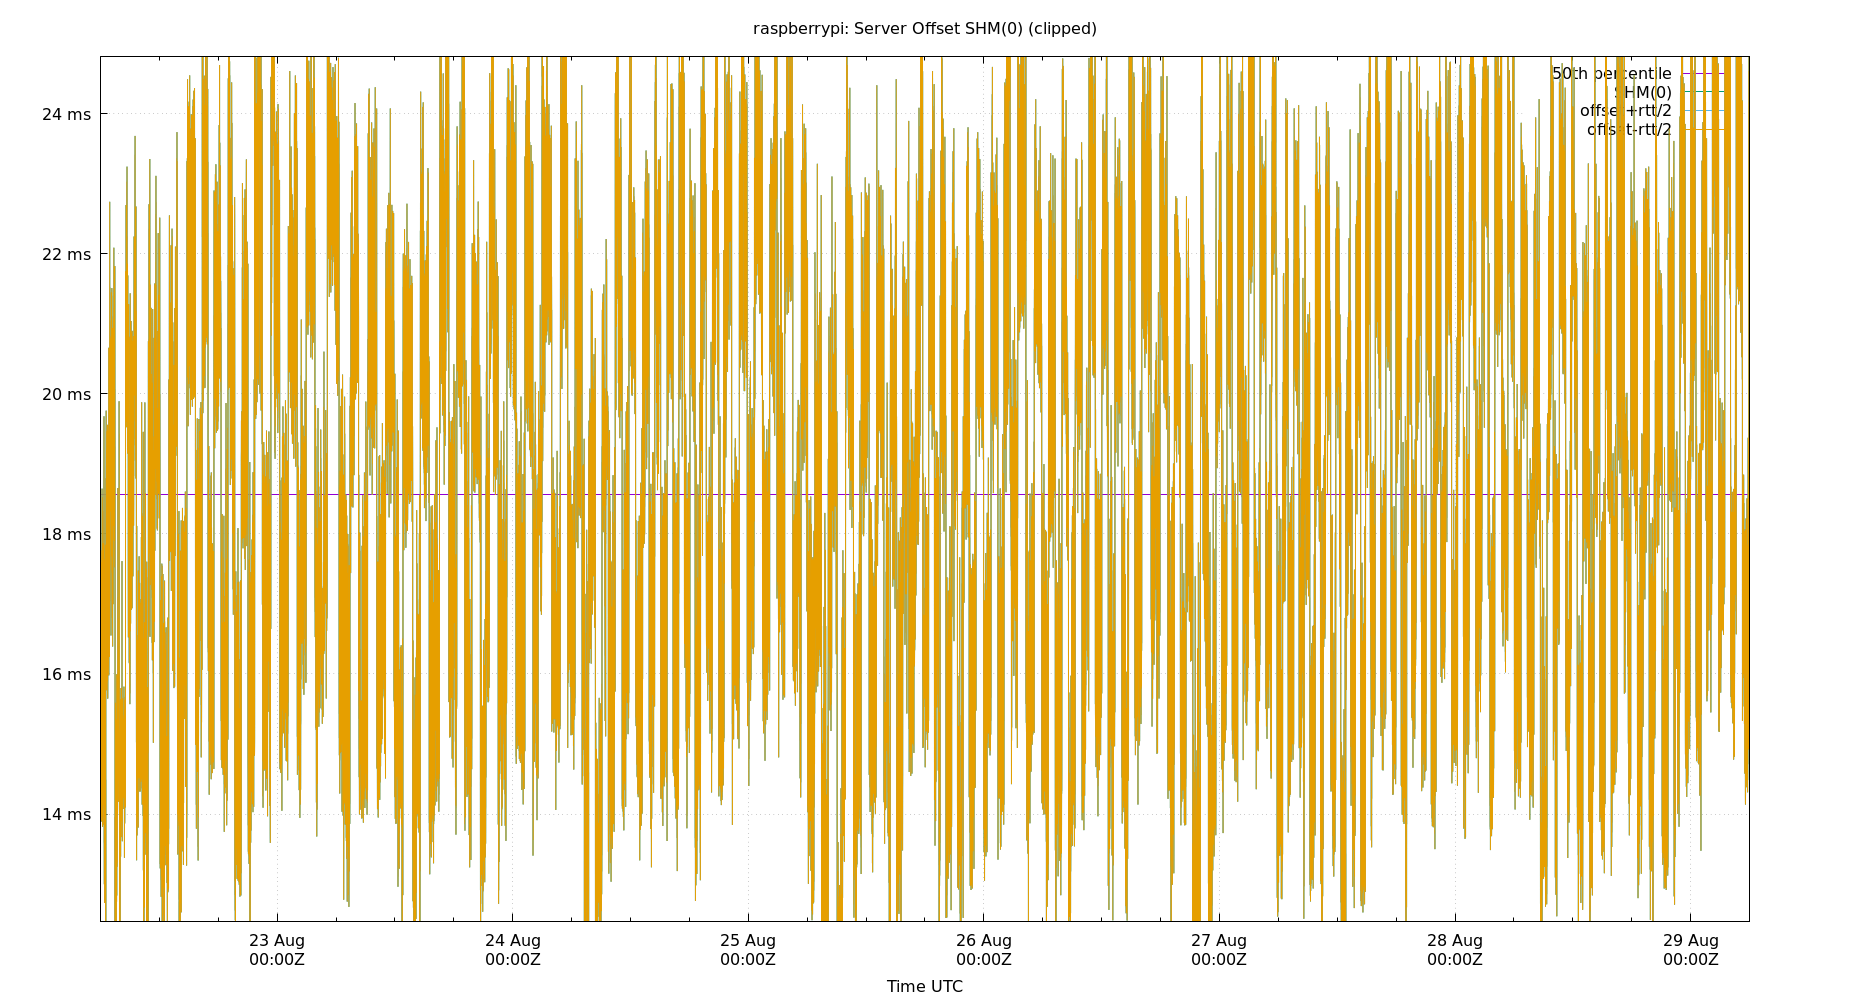 raspberrypi: Server Offset SHM(0) (clipped)
50th percentile
SHM(0)
offset+rtt/2
offset-rtt/2
24 ms
22 ms
20 ms
18 ms
16 ms
14 ms
23 Aug
00:00Z
24 Aug
00:00Z
25 Aug
00:00Z
26 Aug
00:00Z
27 Aug
00:00Z
28 Aug
00:00Z
29 Aug
00:00Z
Time UTC